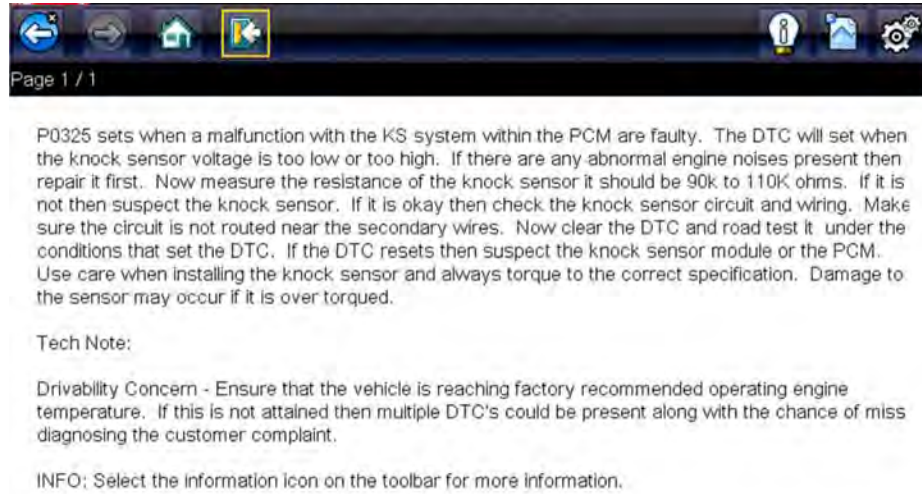 Page 1 / 1
P0325 sets when a malfunction with the KS system within the PCM are faulty. The DTC will set when
the knock sensor voltage is too low or too high. If there are any abnormal engine noises present then
repair it first. Now measure the resistance of the knock sensor it should be 90k to 110K ohms. If it is
not then suspect the knock sensor. If it is okay then check the knock sensor circuit and wiring. Make
sure the circuit is not routed near the secondary wires. Now clear the DTC and road test it under the
conditions that set the DTC. If the DTC resets then suspect the knock sensor module or the PCM.
Use care when installing the knock sensor and always torque to the correct specification. Damage to
the sensor may occur if it is over torqued.
Tech Note:
Drivability Concern - Ensure that the vehicle is reaching factory recommended operating engine
temperature. If this is not attained then multiple DTC's could be present along with the chance of miss
diagnosing the customer complaint.
INFO: Select the information icon on the toolbar for more information.